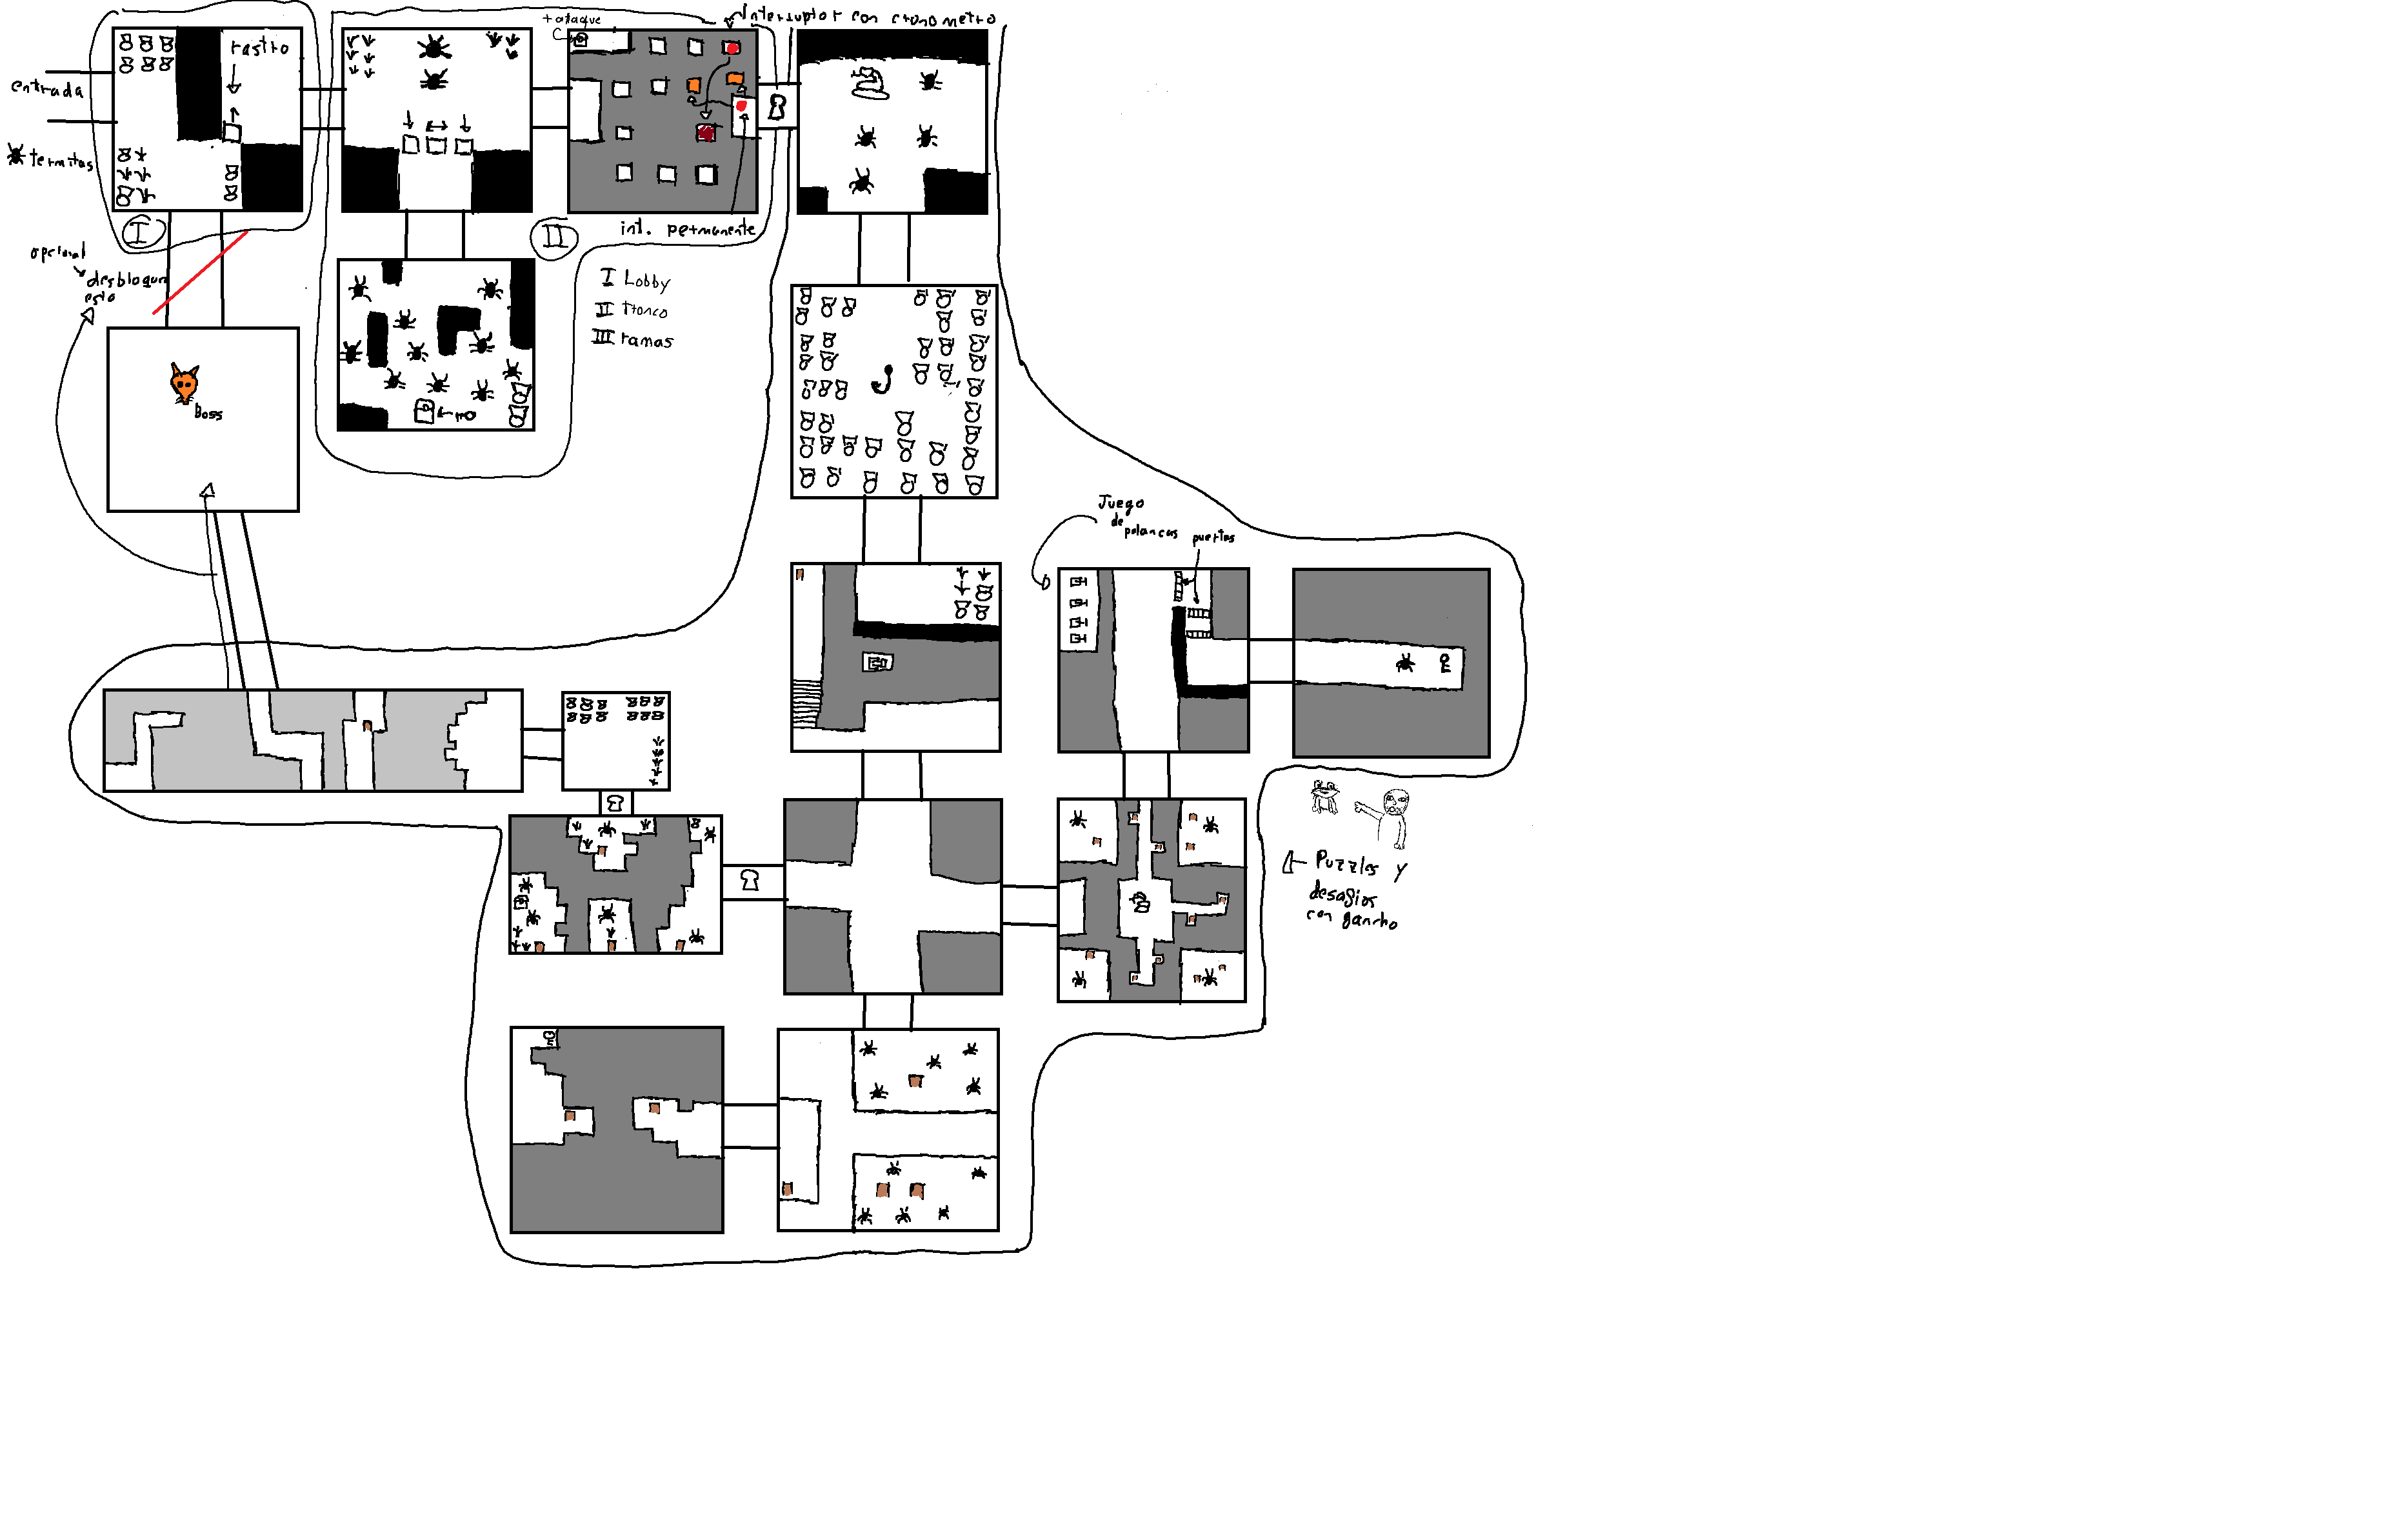 + ataque
Interruptor con cronometro
rastro
entrada
termitas
I
II
int. permanente
opcional
desbloquea
esto
I Lobby
II tronco
III ramas
Boss
Juego
de
palancas
puertas
Puzzles y
desafios
con gancho